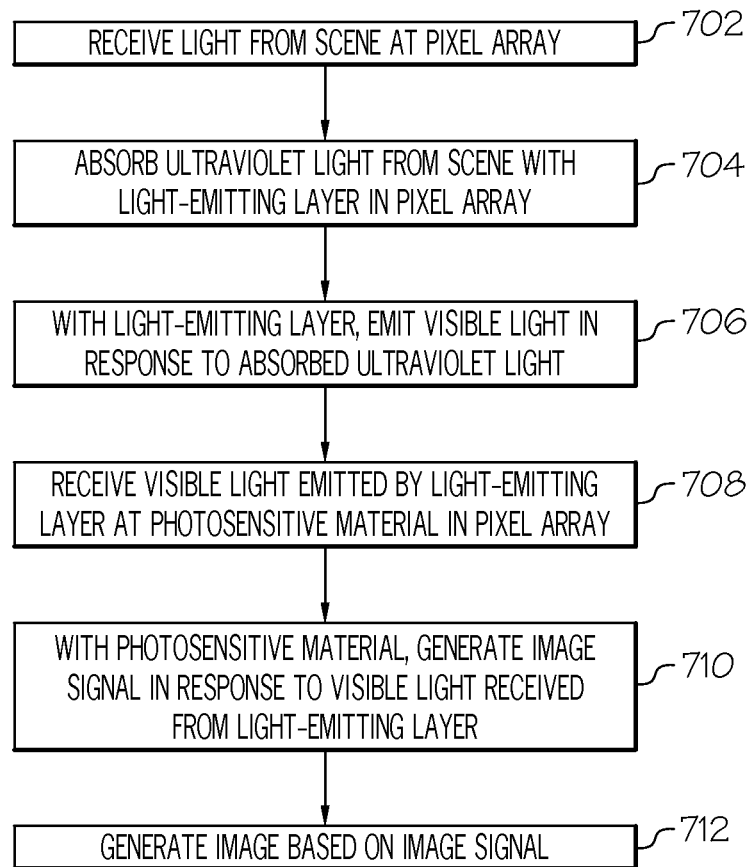 RECEIVE LIGHT FROM SCENE AT PIXEL ARRAY
702
ABSORB ULTRAVIOLET LIGHT FROM SCENE WITH
LIGHT-EMITTING LAYER IN PIXEL ARRAY
704
WITH LIGHT-EMITTING LAYER, EMIT VISIBLE LIGHT IN
RESPONSE TO ABSORBED ULTRAVIOLET LIGHT
706
RECEIVE VISIBLE LIGHT EMITTED BY LIGHT-EMITTING
LAYER AT PHOTOSENSITIVE MATERIAL IN PIXEL ARRAY
708
WITH PHOTOSENSITIVE MATERIAL, GENERATE IMAGE
SIGNAL IN RESPONSE TO VISIBLE LIGHT RECEIVED
FROM LIGHT-EMITTING LAYER
710
GENERATE IMAGE BASED ON IMAGE SIGNAL
712